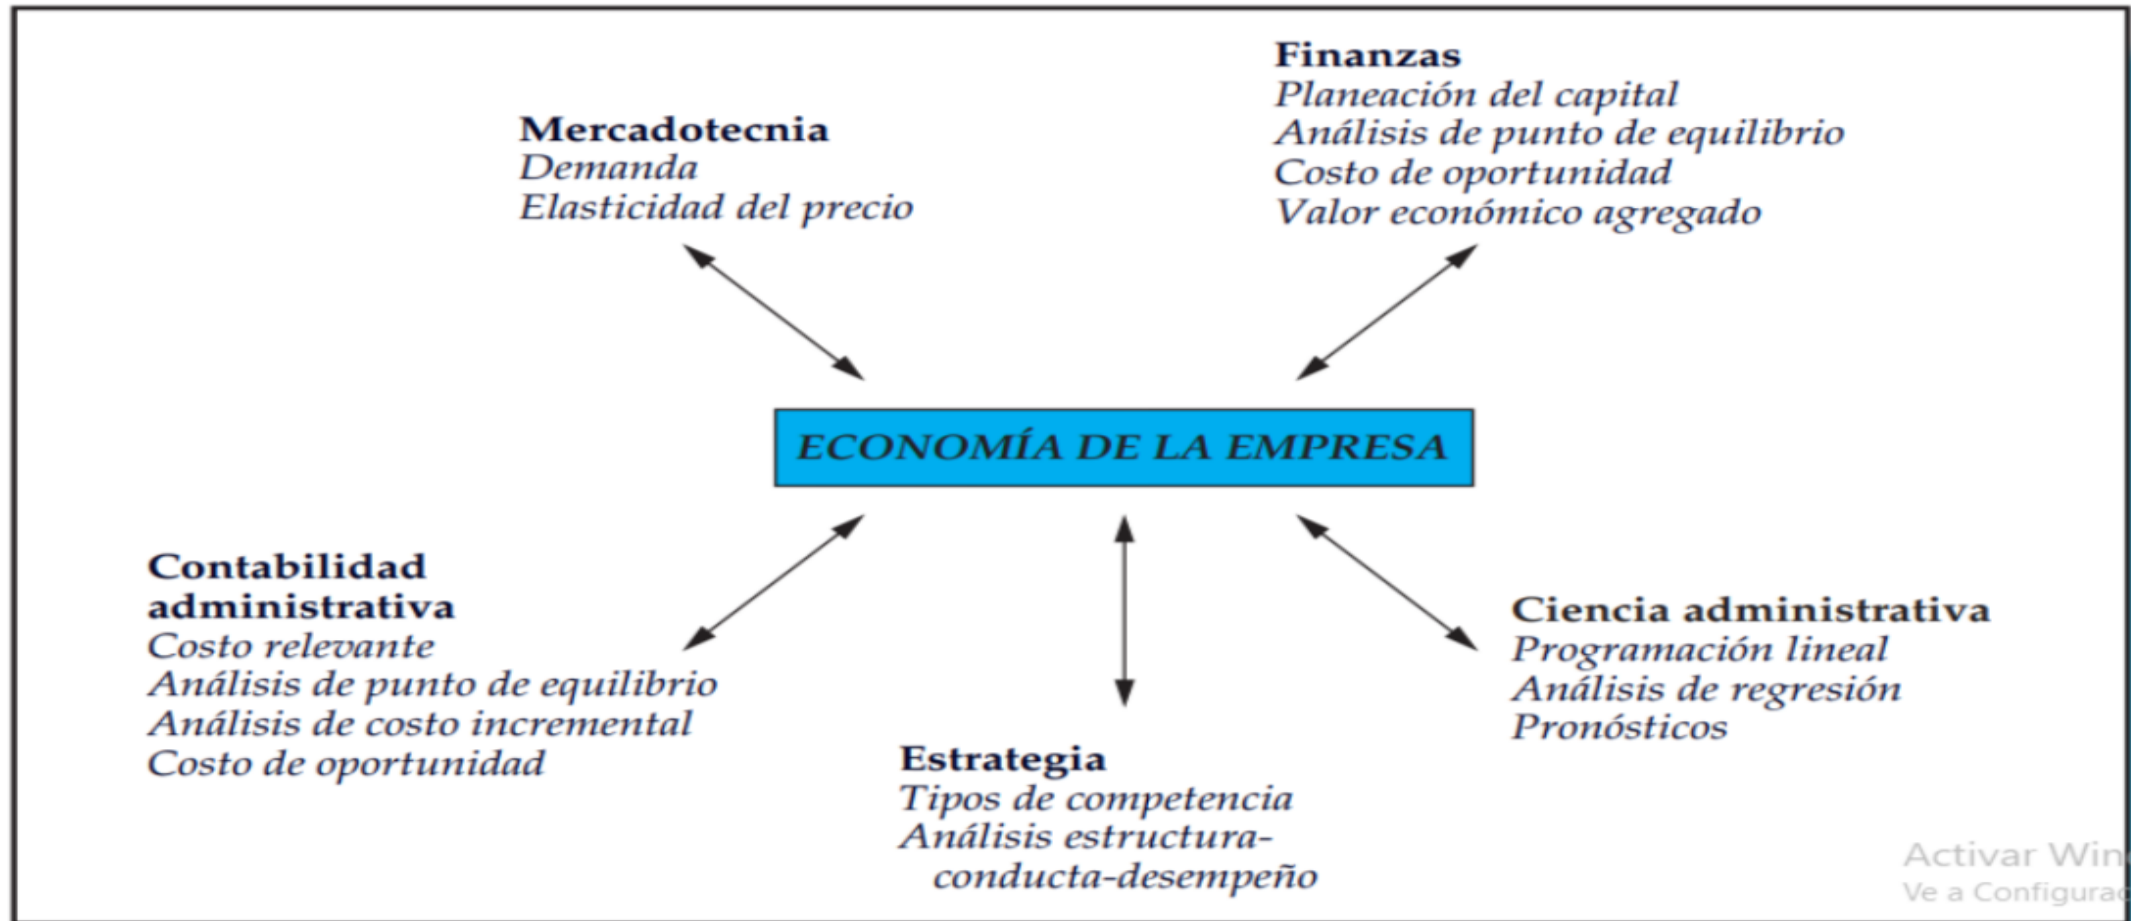 Finanzas
Planeación del capital
Análisis de punto de equilibrio
Costo de oportunidad
Valor económico agregado
Mercadotecnia
Demanda
Elasticidad del precio
ECONOMÍA DE LA EMPRESA
Contabilidad
administrativa
Costo relevante
Análisis de punto de equilibrio
Análisis de costo incremental
Costo de oportunidad
Estrategia
Tipos de competencia
Análisis estructura-
conducta-desempeño
Ciencia administrativa
Programación lineal
Análisis de regresión
Pronósticos
Activar Win
Ve a Configurac